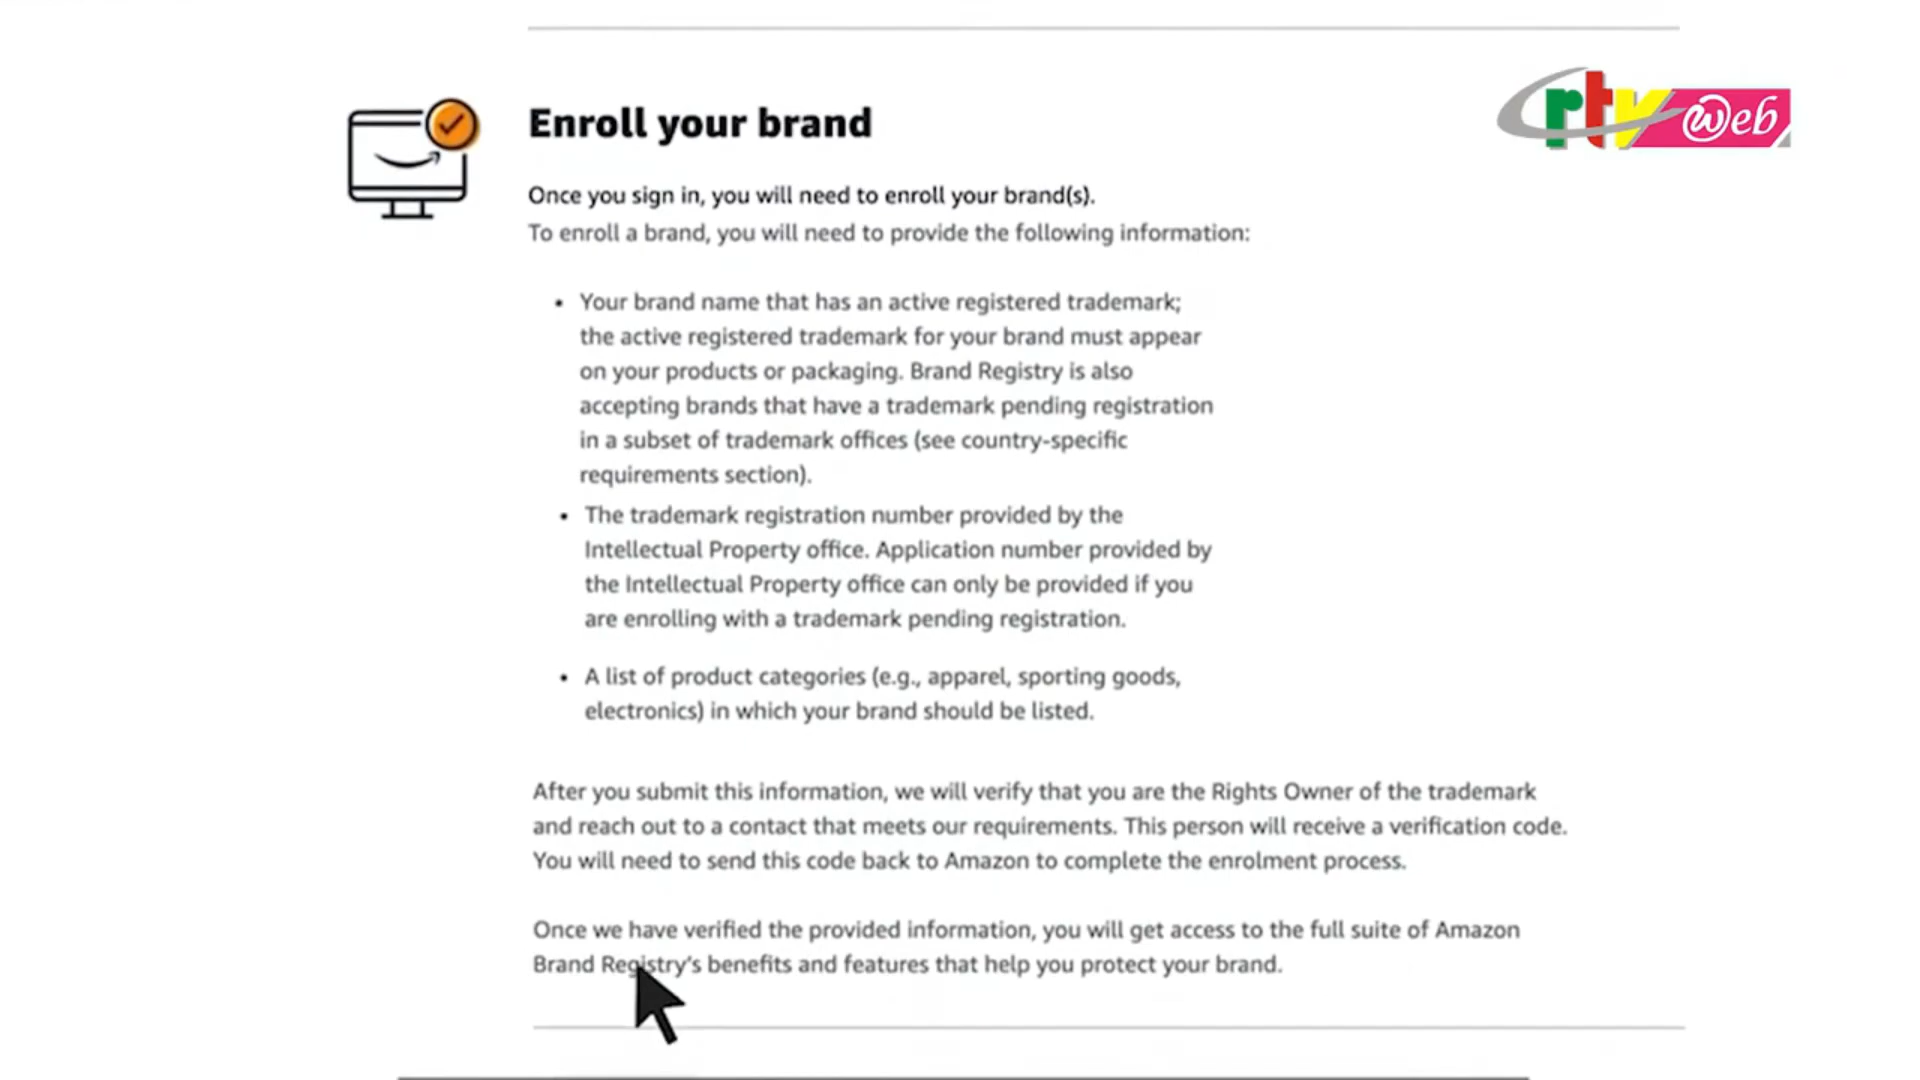 Enroll your brand
crtv @web
Once you sign in, you will need to enroll your brand(s).
To enroll a brand, you will need to provide the following information:
• Your brand name that has an active registered trademark;
the active registered trademark for your brand must appear
on your products or packaging. Brand Registry is also
accepting brands that have a trademark pending registration
in a subset of trademark offices (see country-specific
requirements section).
• The trademark registration number provided by the
Intellectual Property office. Application number provided by
the Intellectual Property office can only be provided if you
are enrolling with a trademark pending registration.
• A list of product categories (e.g., apparel, sporting goods,
electronics) in which your brand should be listed.
After you submit this information, we will verify that you are the Rights Owner of the trademark
and reach out to a contact that meets our requirements. This person will receive a verification code.
You will need to send this code back to Amazon to complete the enrolment process.
Once we have verified the provided information, you will get access to the full suite of Amazon
Brand Registry's benefits and features that help you protect your brand.